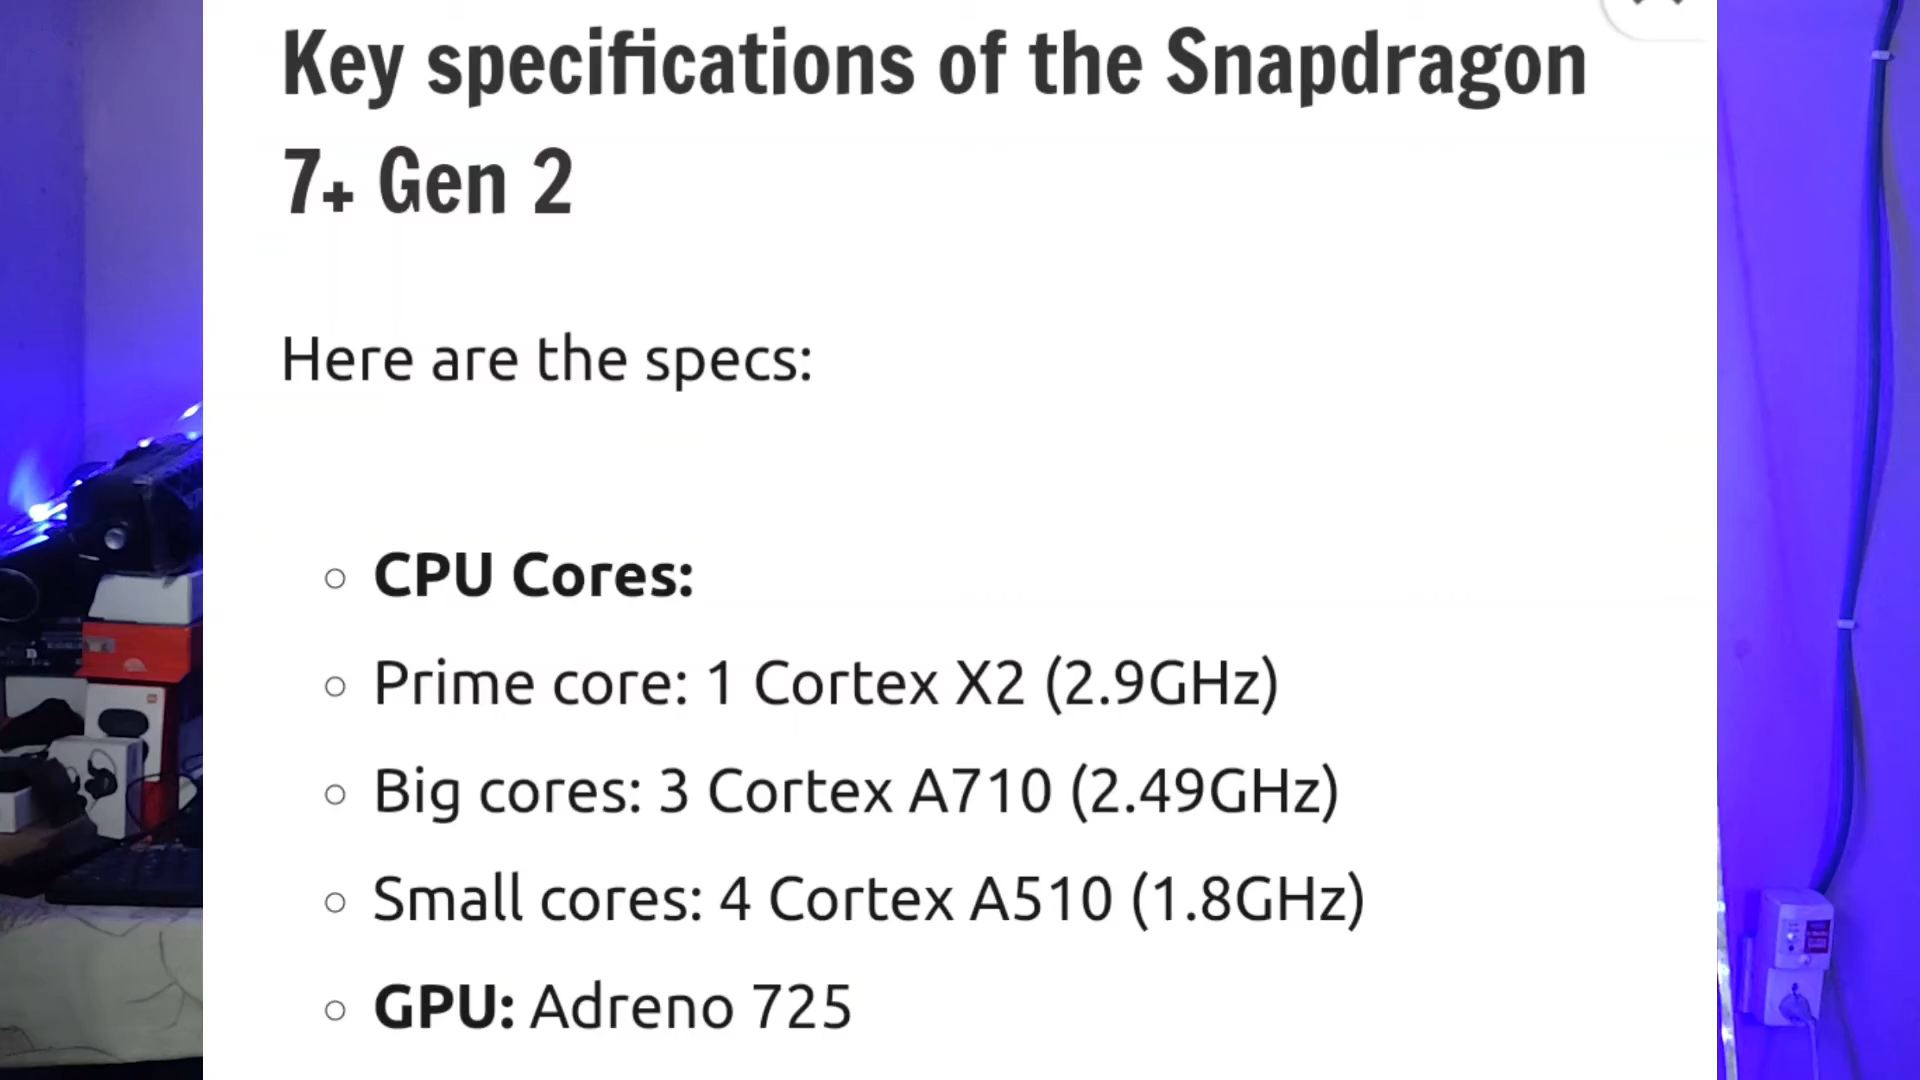 Key specifications of the Snapdragon
7+ Gen 2
Here are the specs:
CPU Cores:
Prime core: 1 Cortex X2 (2.9GHz)
Big cores: 3 Cortex A710 (2.49GHz)
Small cores: 4 Cortex A510 (1.8GHz)
GPU: Adreno 725